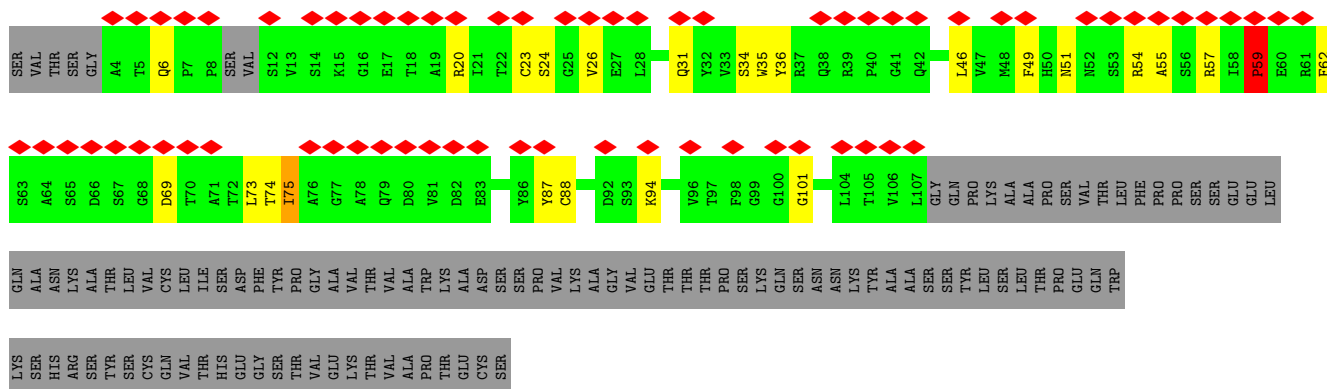 SER VAL THR SER GLY A4 T5 Q6 P7 P8 SER VAL S12 V13 S14 K15 G16 E17 T18 A19 R20 I21 T22 C23 S24 G25 V26 E27 L28 Q31 Y32 V33 S34 W35 Y36 R37 Q38 R39 P40 G41 Q42 L46 V47 M48 F49 H50 N51 N52 S53 R54 A55 S56 R57 I58 P59 E60 R61 F62
S63 A64 S65 D66 S67 G68 D69 T70 A71 T72 L73 T74 I75 A76 G77 A78 Q79 D80 V81 D82 E83 Y86 Y87 C88 D92 S93 K94 V96 T97 F98 G99 G100 G101 L104 T105 V106 L107 GLY GLN PRO LYS ALA ALA PRO SER VAL THR LEU PHE PRO PRO SER SER GLU GLU LEU
GLN ALA ASN LYS ALA THR LEU VAL CYS LEU ILE SER ASP PHE TYR PRO GLY ALA VAL THR VAL ALA TRP LYS ALA ASP SER SER PRO VAL LYS ALA GLY VAL GLU THR THR THR PRO SER LYS GLN SER ASN ASN LYS TYR ALA ALA SER SER TYR LEU SER LEU THR PRO GLU GLN TRP
LYS SER HIS ARG SER TYR SER CYS GLN VAL THR HIS GLU GLY SER THR VAL GLU LYS THR VAL ALA PRO THR GLU CYS SER